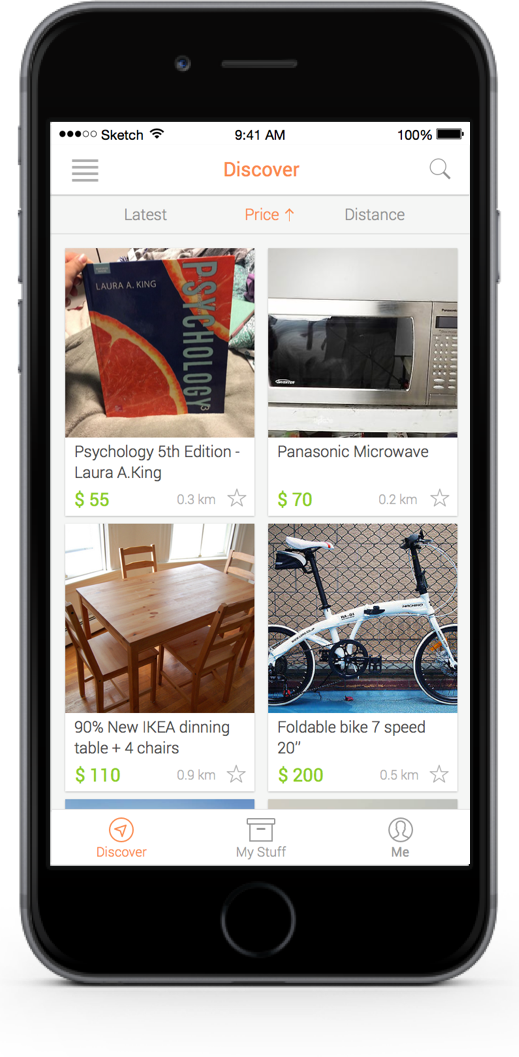 Sketch 9:41 AM 100%
Discover
Latest Price ↑ Distance
LAURA A. KING
PSYCHOLOGY
Panasonic
Psychology 5th Edition -
Laura A.King
$ 55 0.3 km
Panasonic Microwave
$ 70 0.2 km
90% New IKEA dinning
table + 4 chairs
$ 110 0.9 km
Foldable bike 7 speed
20”
$ 200 0.5 km
Discover My Stuff Me